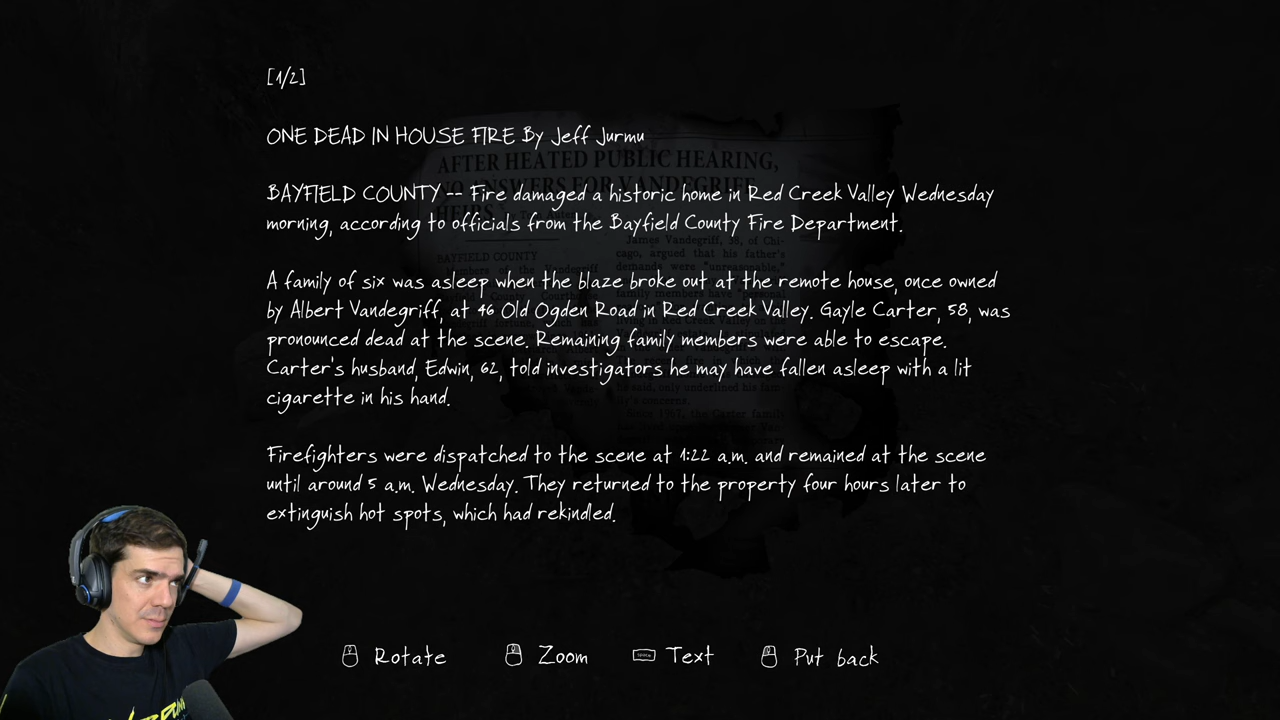 [1/2]
ONE DEAD IN HOUSE FIRE By Jeff Jurmu
AFTER HEATED PUBLIC HEARING,
BAYFIELD COUNTY -- Fire damaged a historic home in Red Creek Valley Wednesday
morning, according to officials from the Bayfield County Fire Department.
A family of six was asleep when the blaze broke out at the remote house, once owned
by Albert Vandegriff, at 46 Old Ogden Road in Red Creek Valley. Gayle Carter, 58, was
pronounced dead at the scene. Remaining family members were able to escape.
Carter's husband, Edwin, 62, told investigators he may have fallen asleep with a lit
cigarette in his hand.
Firefighters were dispatched to the scene at 1:22 a.m. and remained at the scene
until around 5 a.m. Wednesday. They returned to the property four hours later to
extinguish hot spots, which had rekindled.
Rotate Zoom Text Put back